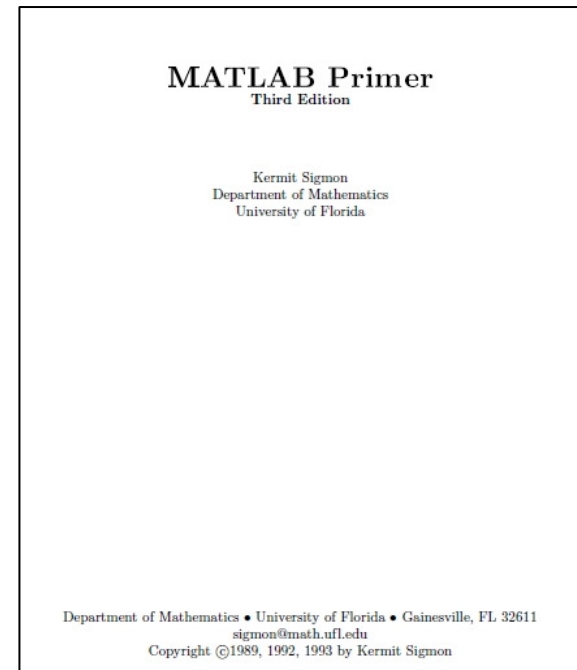 MATLAB Primer
Third Edition
Kermit Sigmon
Department of Mathematics
University of Florida
Department of Mathematics • University of Florida • Gainesville, FL 32611
sigmon@math.ufl.edu
Copyright ©1989, 1992, 1993 by Kermit Sigmon